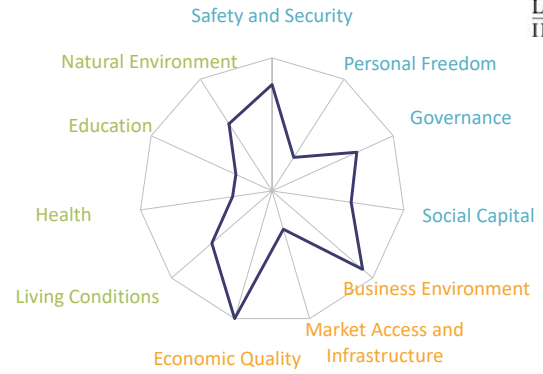 Safety and Security
Natural Environment
Personal Freedom
Education
Governance
Health
Social Capital
Living Conditions
Business Environment
Economic Quality
Market Access and
Infrastructure